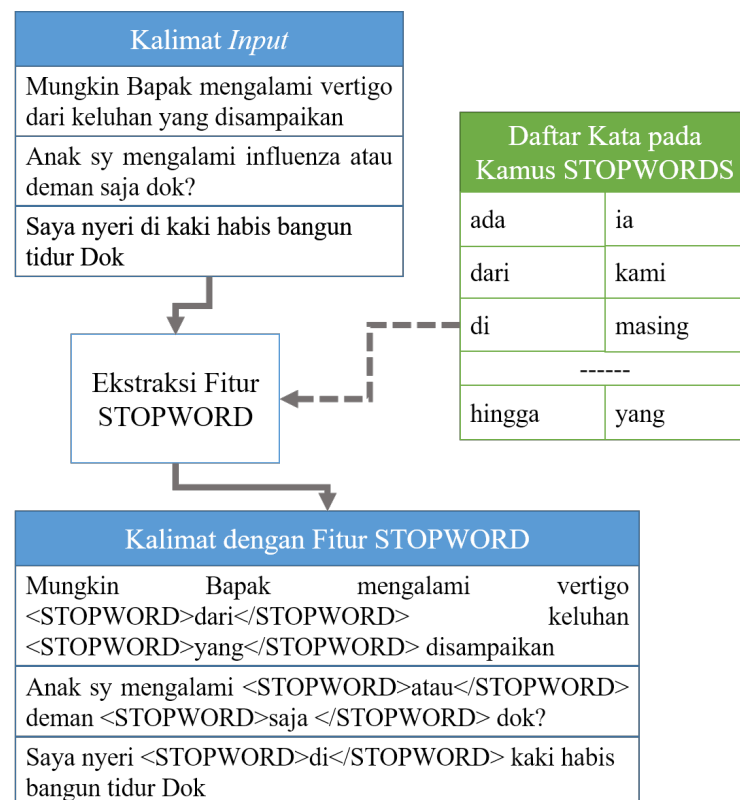 Kalimat Input
Mungkin Bapak mengalami vertigo
dari keluhan yang disampaikan
Anak sy mengalami influenza atau
deman saja dok?
Saya nyeri di kaki habis bangun
tidur Dok
Daftar Kata pada
Kamus STOPWORDS
ada ia
dari kami
di masing
------
hingga yang
Ekstraksi Fitur
STOPWORD
Kalimat dengan Fitur STOPWORD
Mungkin Bapak mengalami vertigo
<STOPWORD>dari</STOPWORD> keluhan
<STOPWORD>yang</STOPWORD> disampaikan
Anak sy mengalami <STOPWORD>atau</STOPWORD>
deman <STOPWORD>saja </STOPWORD> dok?
Saya nyeri <STOPWORD>di</STOPWORD> kaki habis
bangun tidur Dok